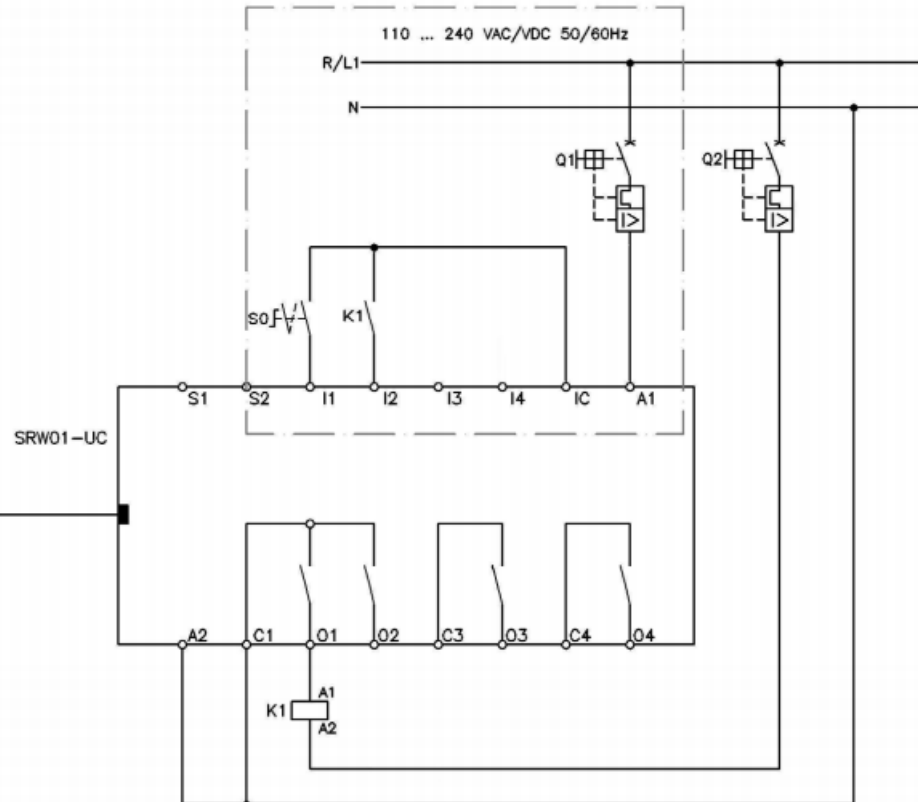 110 ... 240 VAC/VDC 50/60Hz
R/L1
N
Q1
I>
Q2
I>
S0
K1
S1
S2
I1
I2
I3
I4
IC
A1
SRW01-UC
A2
C1
O1
O2
C3
O3
C4
O4
K1
A1
A2